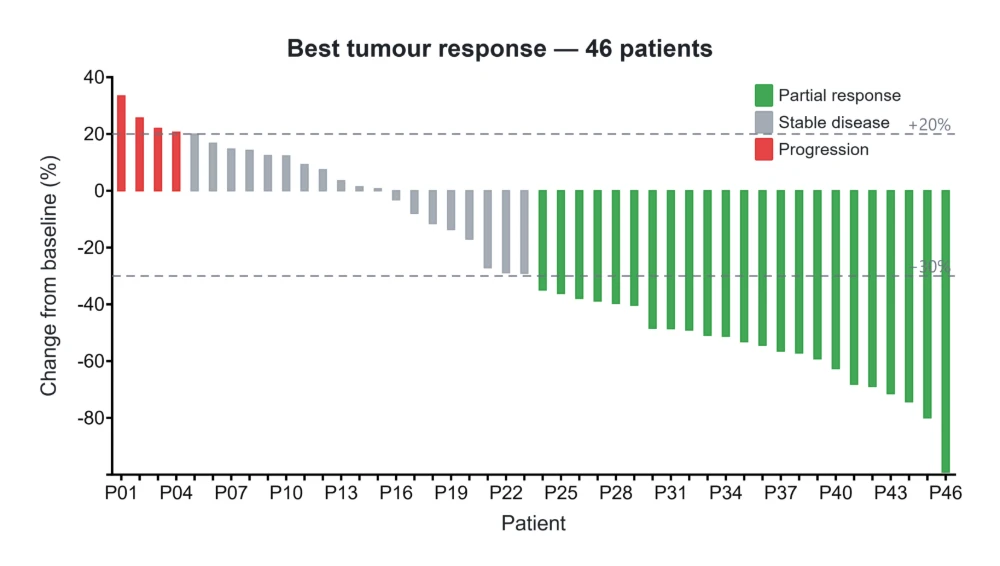 Best tumour response — 46 patients
Partial response
Stable disease
Progression
+20%
-30%
Change from baseline (%)
40
20
0
-20
-40
-60
-80
P01 P04 P07 P10 P13 P16 P19 P22 P25 P28 P31 P34 P37 P40 P43 P46
Patient